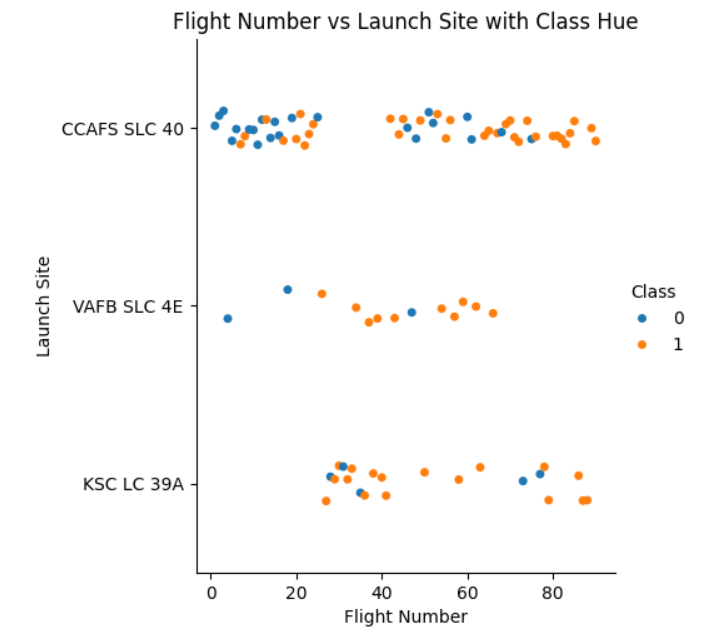 Flight Number vs Launch Site with Class Hue
CCAFS SLC 40
VAFB SLC 4E
KSC LC 39A
Launch Site
0 20 40 60 80
Flight Number
Class
0
1